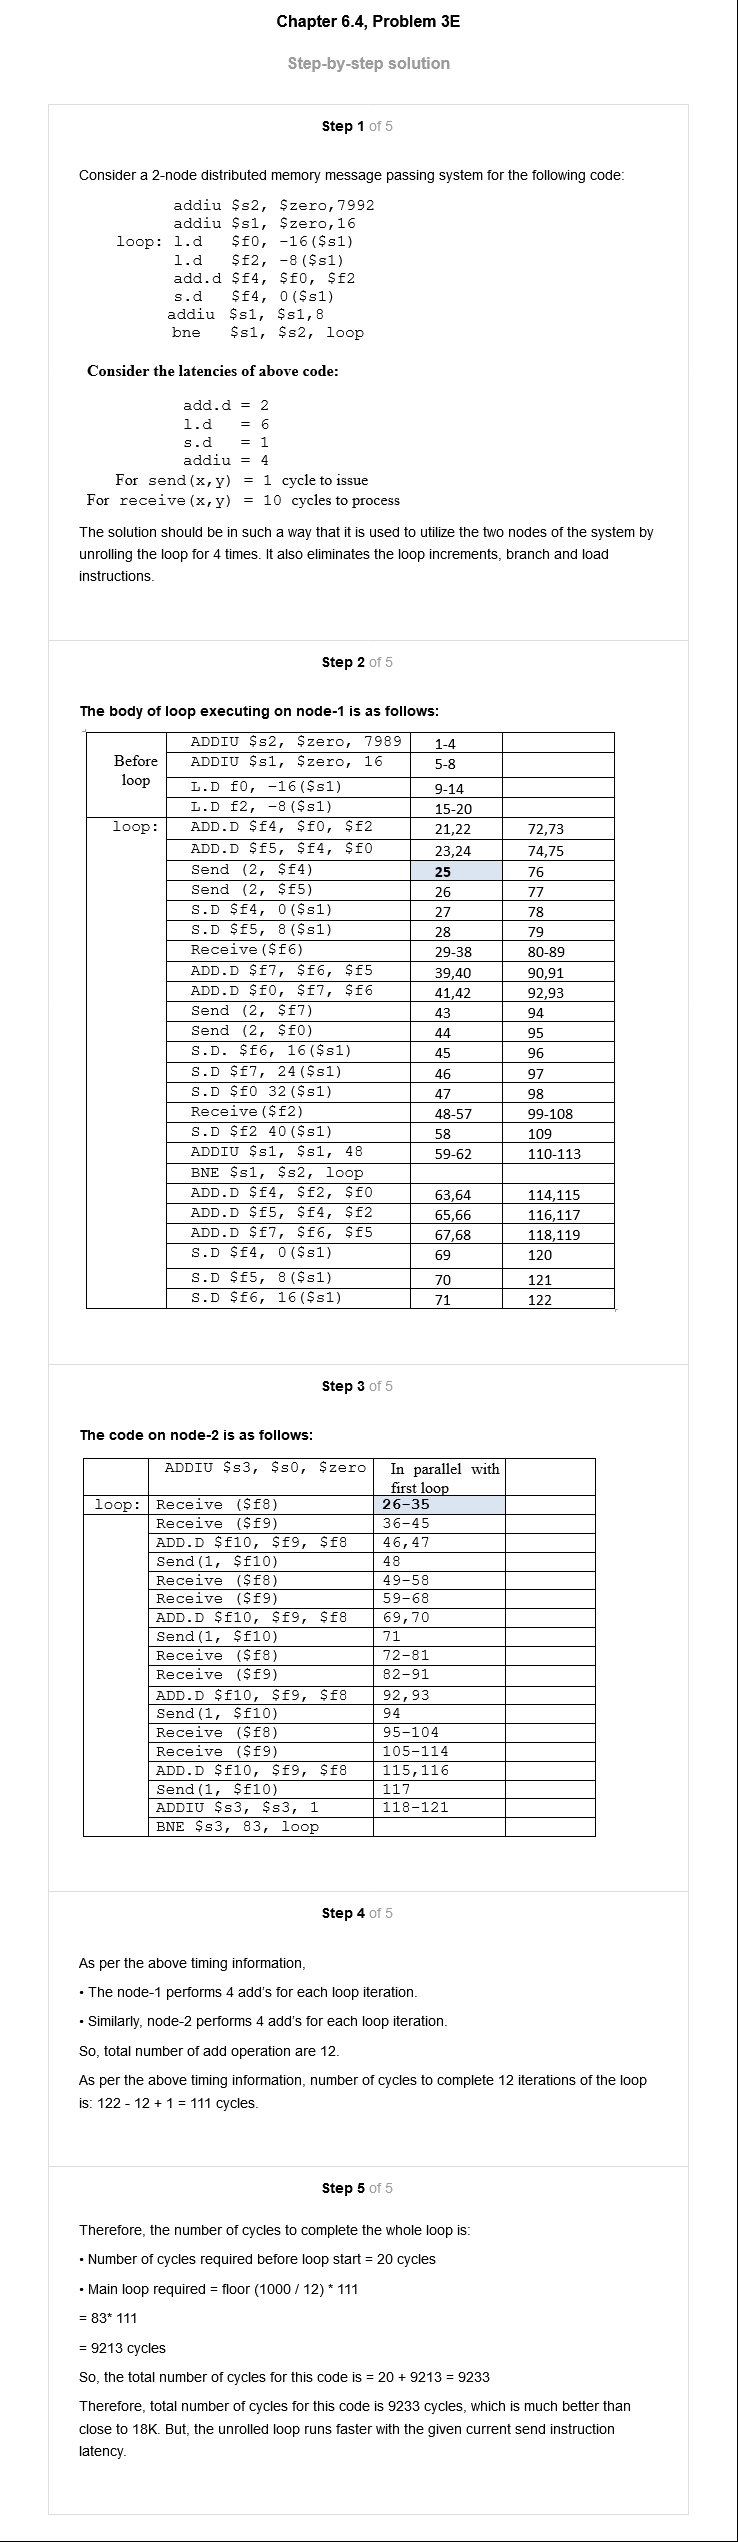 Chapter 6.4, Problem 3E
Step-by-step solution
Step 1 of 5
Consider a 2-node distributed memory message passing system for the following code:
addiu $s2, $zero,7992
addiu $s1, $zero,16
loop: l.d $f0, -16($s1)
l.d $f2, -8($s1)
add.d $f4, $f0, $f2
s.d $f4, 0($s1)
addiu $s1, $s1,8
bne $s1, $s2, loop
Consider the latencies of above code:
add.d = 2
l.d = 6
s.d = 1
addiu = 4
For send(x,y) = 1 cycle to issue
For receive(x,y) = 10 cycles to process
The solution should be in such a way that it is used to utilize the two nodes of the system by
unrolling the loop for 4 times. It also eliminates the loop increments, branch and load
instructions.
Step 2 of 5
The body of loop executing on node-1 is as follows:
Before loop ADDIU $s2, $zero, 7989 1-4
ADDIU $s1, $zero, 16 5-8
L.D f0, -16($s1) 9-14
L.D f2, -8($s1) 15-20
loop: ADD.D $f4, $f0, $f2 21,22 72,73
ADD.D $f5, $f4, $f0 23,24 74,75
Send (2, $f4) 25 76
Send (2, $f5) 26 77
S.D $f4, 0($s1) 27 78
S.D $f5, 8($s1) 28 79
Receive($f6) 29-38 80-89
ADD.D $f7, $f6, $f5 39,40 90,91
ADD.D $f0, $f7, $f6 41,42 92,93
Send (2, $f7) 43 94
Send (2, $f0) 44 95
S.D. $f6, 16($s1) 45 96
S.D $f7, 24($s1) 46 97
S.D $f0 32($s1) 47 98
Receive($f2) 48-57 99-108
S.D $f2 40($s1) 58 109
ADDIU $s1, $s1, 48 59-62 110-113
BNE $s1, $s2, loop
ADD.D $f4, $f2, $f0 63,64 114,115
ADD.D $f5, $f4, $f2 65,66 116,117
ADD.D $f7, $f6, $f5 67,68 118,119
S.D $f4, 0($s1) 69 120
S.D $f5, 8($s1) 70 121
S.D $f6, 16($s1) 71 122
Step 3 of 5
The code on node-2 is as follows:
ADDIU $s3, $s0, $zero In parallel with
first loop
loop: Receive ($f8) 26-35
Receive ($f9) 36-45
ADD.D $f10, $f9, $f8 46,47
Send(1, $f10) 48
Receive ($f8) 49-58
Receive ($f9) 59-68
ADD.D $f10, $f9, $f8 69,70
Send(1, $f10) 71
Receive ($f8) 72-81
Receive ($f9) 82-91
ADD.D $f10, $f9, $f8 92,93
Send(1, $f10) 94
Receive ($f8) 95-104
Receive ($f9) 105-114
ADD.D $f10, $f9, $f8 115,116
Send(1, $f10) 117
ADDIU $s3, $s3, 1 118-121
BNE $s3, 83, loop
Step 4 of 5
As per the above timing information,
• The node-1 performs 4 add's for each loop iteration.
• Similarly, node-2 performs 4 add's for each loop iteration.
So, total number of add operation are 12.
As per the above timing information, number of cycles to complete 12 iterations of the loop
is: 122 - 12 + 1 = 111 cycles.
Step 5 of 5
Therefore, the number of cycles to complete the whole loop is:
• Number of cycles required before loop start = 20 cycles
• Main loop required = floor (1000 / 12) * 111
= 83* 111
= 9213 cycles
So, the total number of cycles for this code is = 20 + 9213 = 9233
Therefore, total number of cycles for this code is 9233 cycles, which is much better than
close to 18K. But, the unrolled loop runs faster with the given current send instruction
latency.